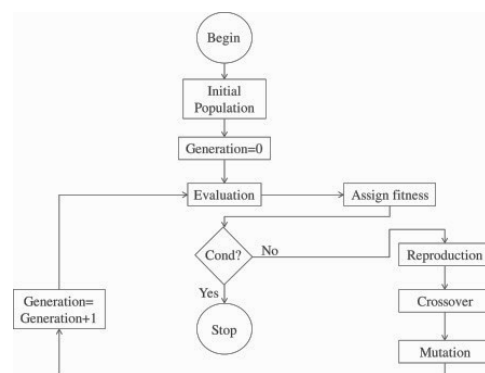 Begin
Initial
Population
Generation=0
Evaluation
Assign fitness
Cond?
No
Reproduction
Yes
Generation=
Generation+1
Crossover
Stop
Mutation